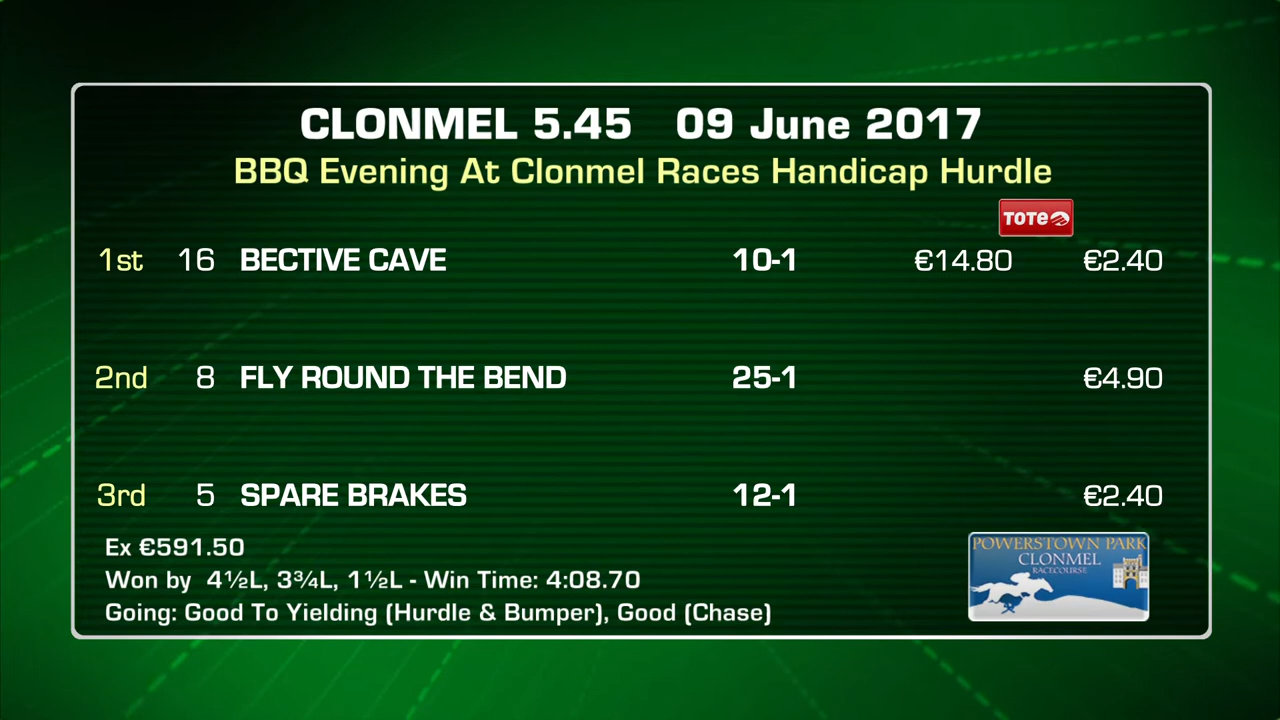 CLONMEL 5.45 09 June 2017
BBQ Evening At Clonmel Races Handicap Hurdle
TOTE
1st 16 BECTIVE CAVE 10-1 €14.80 €2.40
2nd 8 FLY ROUND THE BEND 25-1 €4.90
3rd 5 SPARE BRAKES 12-1 €2.40
Ex €591.50
Won by 4½L, 3¾L, 1½L - Win Time: 4:08.70
Going: Good To Yielding (Hurdle & Bumper), Good (Chase)
POWERSTOWN PARK
CLONMEL
RACECOURSE